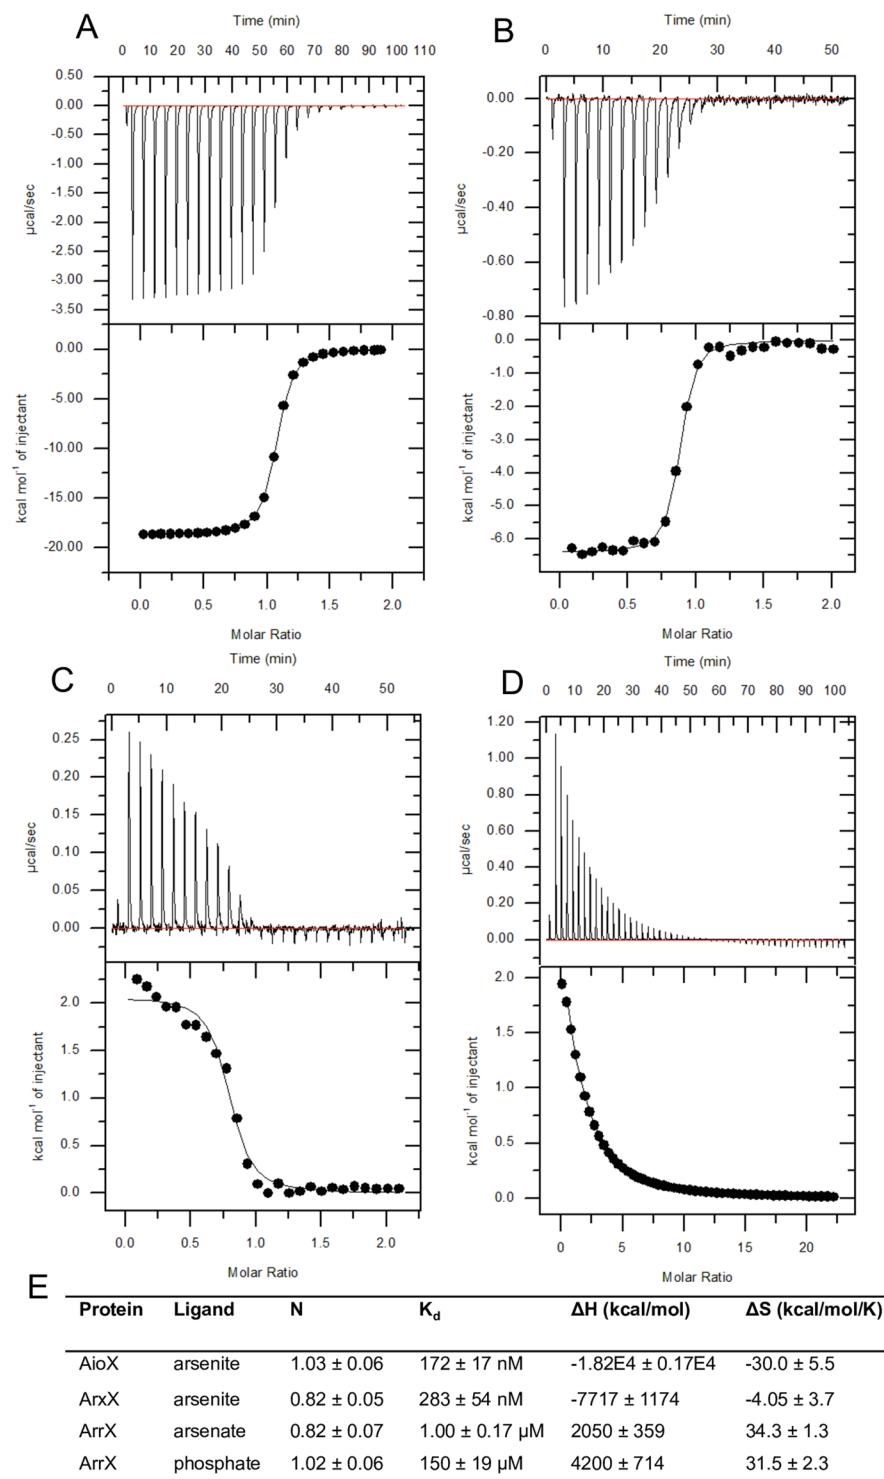 A
Time (min)
0 10 20 30 40 50 60 70 80 90 100 110
0.50
0.00
-0.50
-1.00
-1.50
-2.00
-2.50
-3.00
-3.50
µcal/sec
0.00
-5.00
-10.00
-15.00
-20.00
kcal mol⁻¹ of injectant
0.0 0.5 1.0 1.5 2.0
Molar Ratio
B
Time (min)
0 10 20 30 40 50
0.00
-0.20
-0.40
-0.60
-0.80
µcal/sec
0.0
-1.0
-2.0
-3.0
-4.0
-5.0
-6.0
kcal mol⁻¹ of injectant
0.0 0.5 1.0 1.5 2.0
Molar Ratio
C
Time (min)
0 10 20 30 40 50
0.25
0.20
0.15
0.10
0.05
0.00
µcal/sec
2.0
1.5
1.0
0.5
0.0
kcal mol⁻¹ of injectant
0.0 0.5 1.0 1.5 2.0
Molar Ratio
D
Time (min)
0 10 20 30 40 50 60 70 80 90 100
1.20
1.00
0.80
0.60
0.40
0.20
0.00
µcal/sec
2.0
1.5
1.0
0.5
0.0
kcal mol⁻¹ of injectant
0 5 10 15 20
Molar Ratio
E
Protein Ligand N K_d ΔH (kcal/mol) ΔS (kcal/mol/K)
AioX arsenite 1.03 ± 0.06 172 ± 17 nM -1.82E4 ± 0.17E4 -30.0 ± 5.5
ArxX arsenite 0.82 ± 0.05 283 ± 54 nM -7717 ± 1174 -4.05 ± 3.7
ArrX arsenate 0.82 ± 0.07 1.00 ± 0.17 µM 2050 ± 359 34.3 ± 1.3
ArrX phosphate 1.02 ± 0.06 150 ± 19 µM 4200 ± 714 31.5 ± 2.3